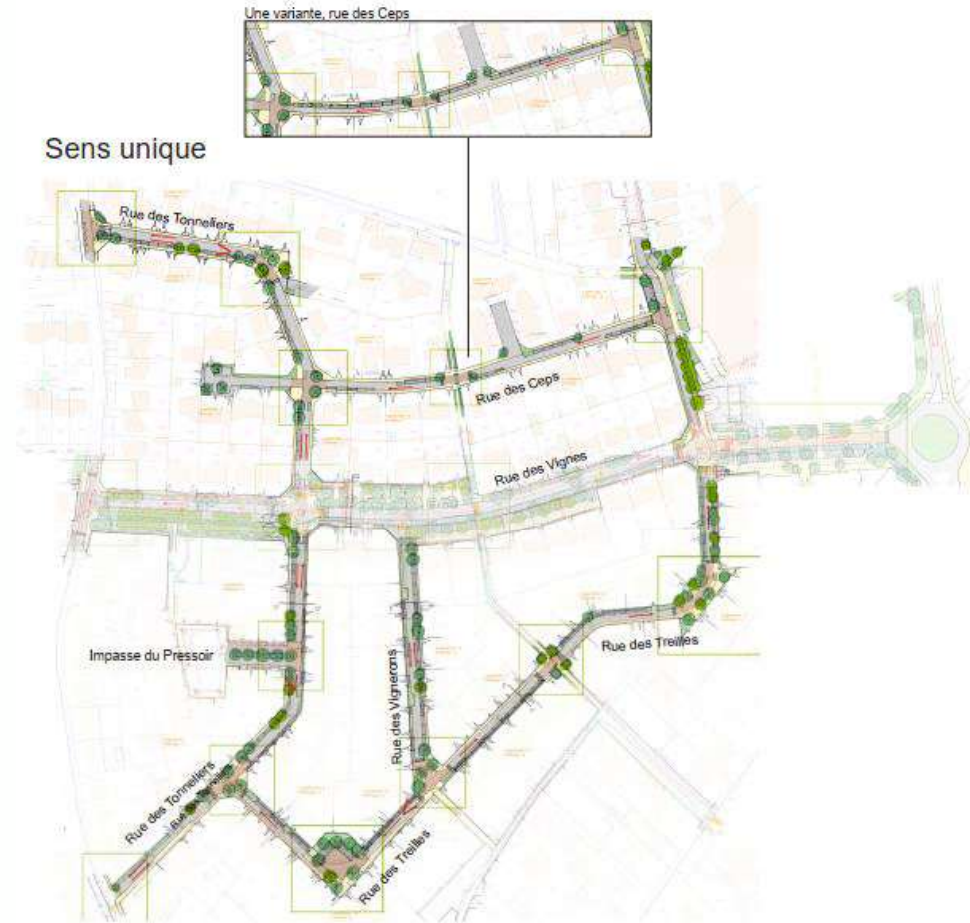 Une variante, rue des Ceps
Sens unique
Rue des Tonneliers
Rue des Ceps
Rue des Vignes
Rue des Treilles
Impasse du Pressoir
Rue des Vignerons
Rue des Tonneliers
Rue des Treilles